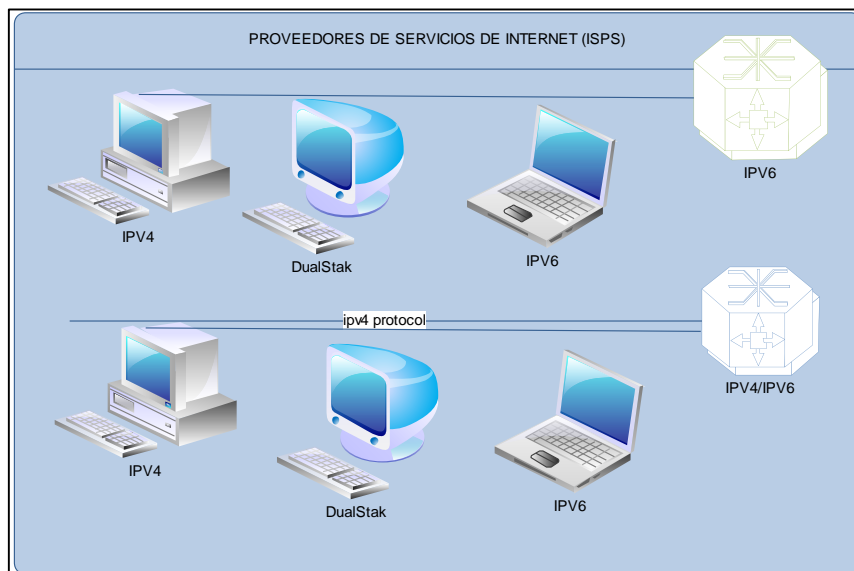 PROVEEDORES DE SERVICIOS DE INTERNET (ISPS)
IPV6
IPV4
DualStak
IPV6
ipv4 protocol
IPV4/IPV6
IPV4
DualStak
IPV6